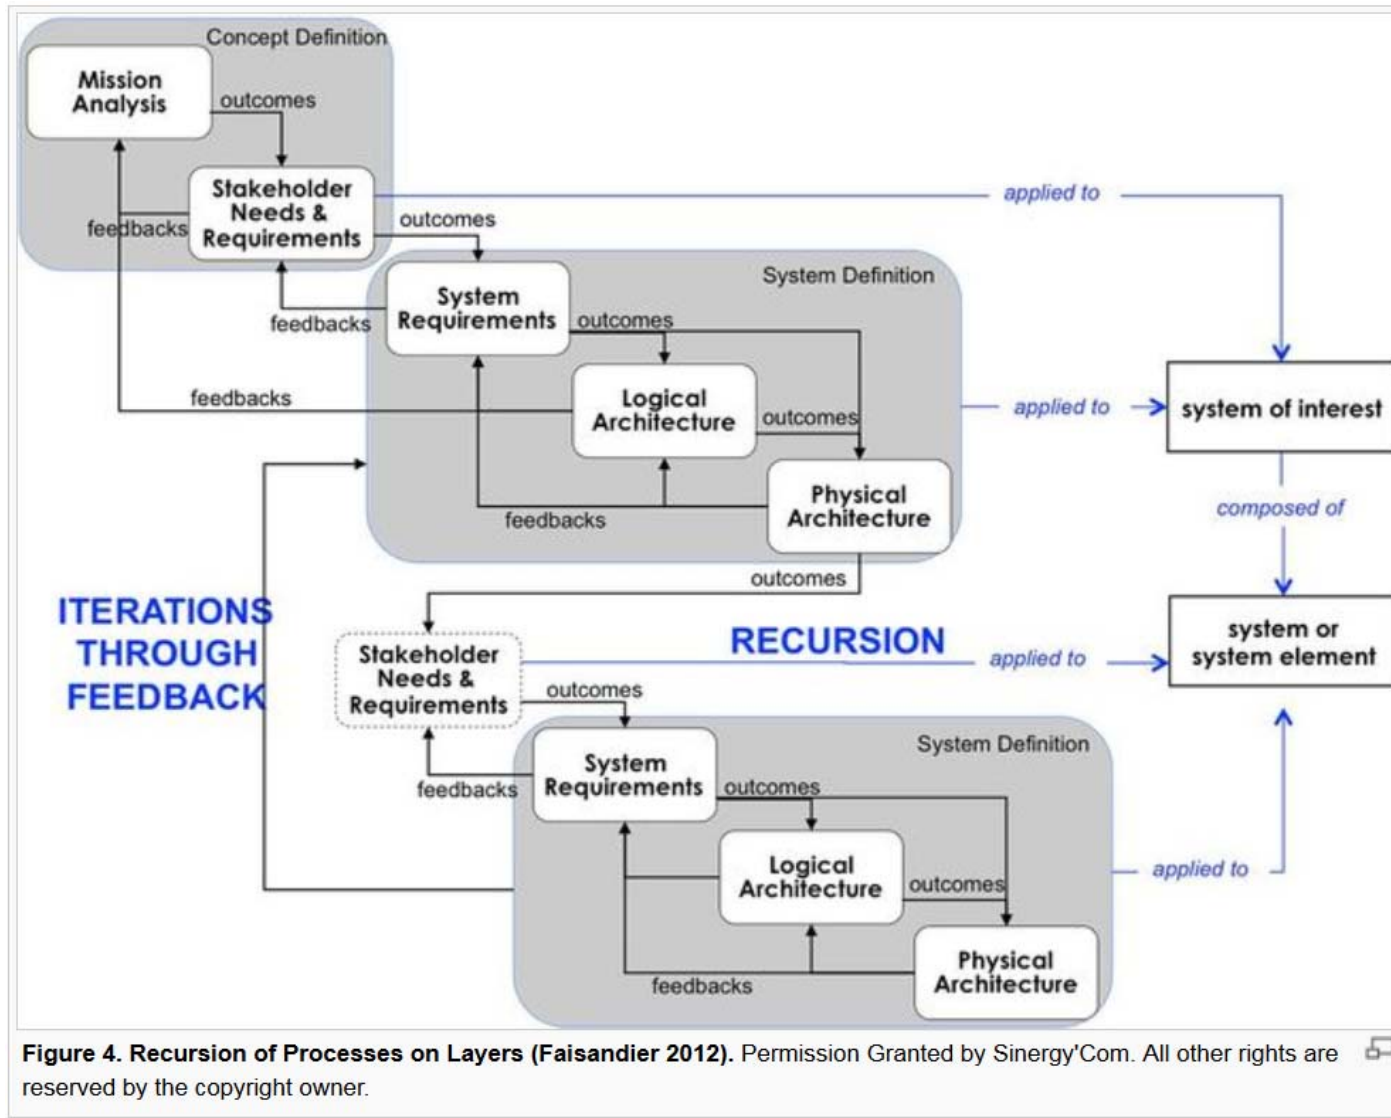 Concept Definition
Mission
Analysis
outcomes
Stakeholder
Needs &
Requirements
feedbacks
applied to
outcomes
System Definition
System
Requirements
feedbacks
outcomes
feedbacks
Logical
Architecture
outcomes
applied to
system of interest
Physical
Architecture
feedbacks
composed of
outcomes
ITERATIONS
THROUGH
FEEDBACK
RECURSION
Stakeholder
Needs &
Requirements
applied to
system or
system element
outcomes
System Definition
System
Requirements
feedbacks
outcomes
Logical
Architecture
outcomes
applied to
Physical
Architecture
feedbacks
Figure 4. Recursion of Processes on Layers (Faisandier 2012). Permission Granted by Sinergy'Com. All other rights are
reserved by the copyright owner.